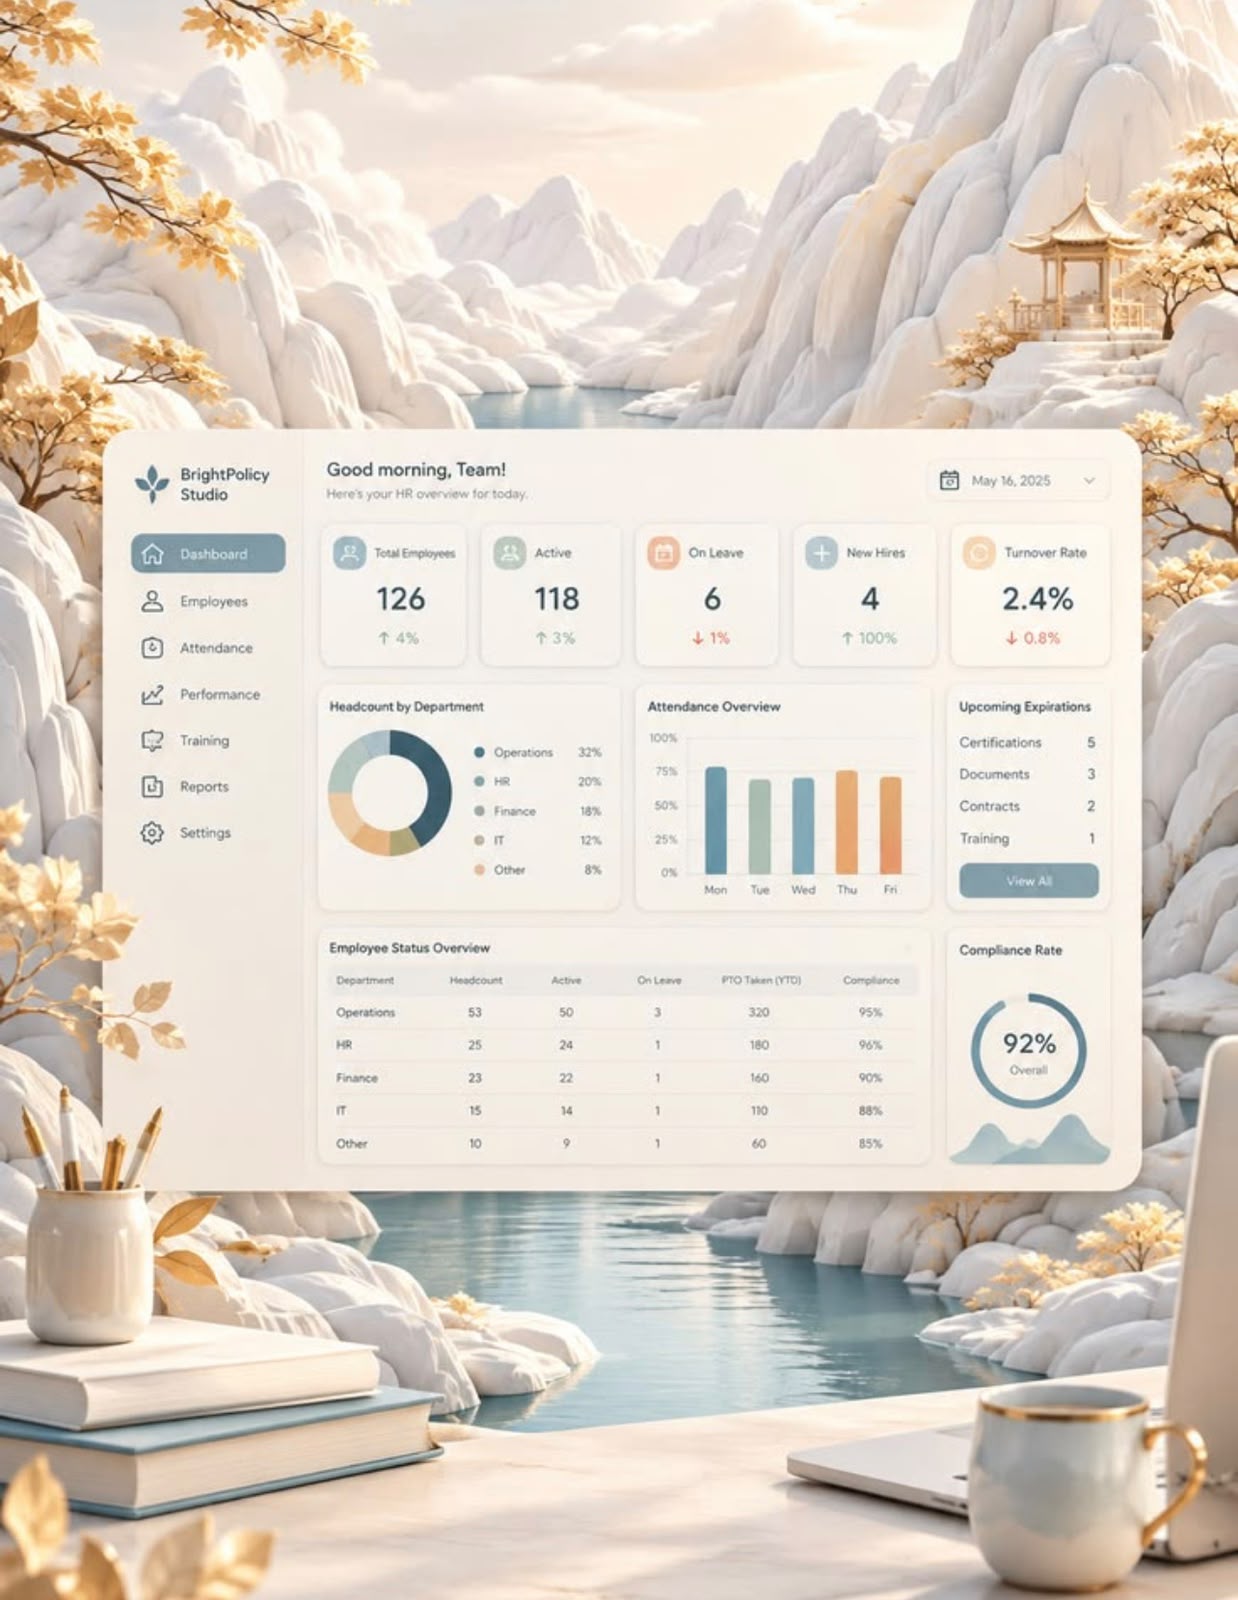 BrightPolicy
Studio
Dashboard
Employees
Attendance
Performance
Training
Reports
Settings
Good morning, Team!
Here's your HR overview for today.
May 16, 2025
Total Employees
126
↑ 4%
Active
118
↑ 3%
On Leave
6
↓ 1%
New Hires
4
↑ 100%
Turnover Rate
2.4%
↓ 0.8%
Headcount by Department
Operations 32%
HR 20%
Finance 18%
IT 12%
Other 8%
Attendance Overview
100%
75%
50%
25%
0%
Mon Tue Wed Thu Fri
Upcoming Expirations
Certifications 5
Documents 3
Contracts 2
Training 1
View All
Employee Status Overview
Department Headcount Active On Leave PTO Taken (YTD) Compliance
Operations 53 50 3 320 95%
HR 25 24 1 180 96%
Finance 23 22 1 160 90%
IT 15 14 1 110 88%
Other 10 9 1 60 85%
Compliance Rate
92%
Overall